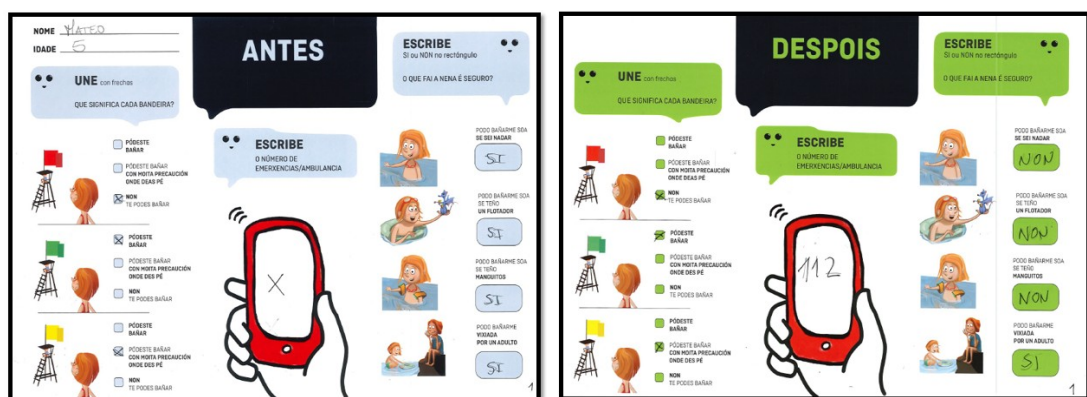 NOME MATEO
IDADE 5
ANTES
ESCRIBE
SI ou NON no rectángulo
O QUE FAI A NENA É SEGURO?
UNE con frechas
QUE SIGNIFICA CADA BANDEIRA?
ESCRIBE
O NÚMERO DE
EMERXENCIAS/AMBULANCIA
PÓDESTE
BAÑAR
PÓDESTE BAÑAR
CON MOITA PRECAUCIÓN
ONDE DEAS PÉ
X NON
TE PODES BAÑAR
X PÓDESTE
BAÑAR
PÓDESTE BAÑAR
CON MOITA PRECAUCIÓN
ONDE DES PÉ
NON
TE PODES BAÑAR
PÓDESTE
BAÑAR
X PÓDESTE BAÑAR
CON MOITA PRECAUCIÓN
ONDE DES PÉ
NON
TE PODES BAÑAR
X
PODO BAÑARME SOA
SE SEI NADAR
SI
PODO BAÑARME SOA
SE TEÑO
UN FLOTADOR
SI
PODO BAÑARME SOA
SE TEÑO
MANGUITOS
SI
PODO BAÑARME
VIXIADA
POR UN ADULTO
SI
1
DESPOIS
ESCRIBE
SI ou NON no rectángulo
O QUE FAI A NENA É SEGURO?
UNE con frechas
QUE SIGNIFICA CADA BANDEIRA?
ESCRIBE
O NÚMERO DE
EMERXENCIAS/AMBULANCIA
PÓDESTE
BAÑAR
PÓDESTE BAÑAR
CON MOITA PRECAUCIÓN
ONDE DEAS PÉ
X NON
TE PODES BAÑAR
X PÓDESTE
BAÑAR
PÓDESTE BAÑAR
CON MOITA PRECAUCIÓN
ONDE DES PÉ
NON
TE PODES BAÑAR
PÓDESTE
BAÑAR
X PÓDESTE BAÑAR
CON MOITA PRECAUCIÓN
ONDE DES PÉ
NON
TE PODES BAÑAR
112
PODO BAÑARME SOA
SE SEI NADAR
NON
PODO BAÑARME SOA
SE TEÑO
UN FLOTADOR
NON
PODO BAÑARME SOA
SE TEÑO
MANGUITOS
NON
PODO BAÑARME
VIXIADA
POR UN ADULTO
SI
1